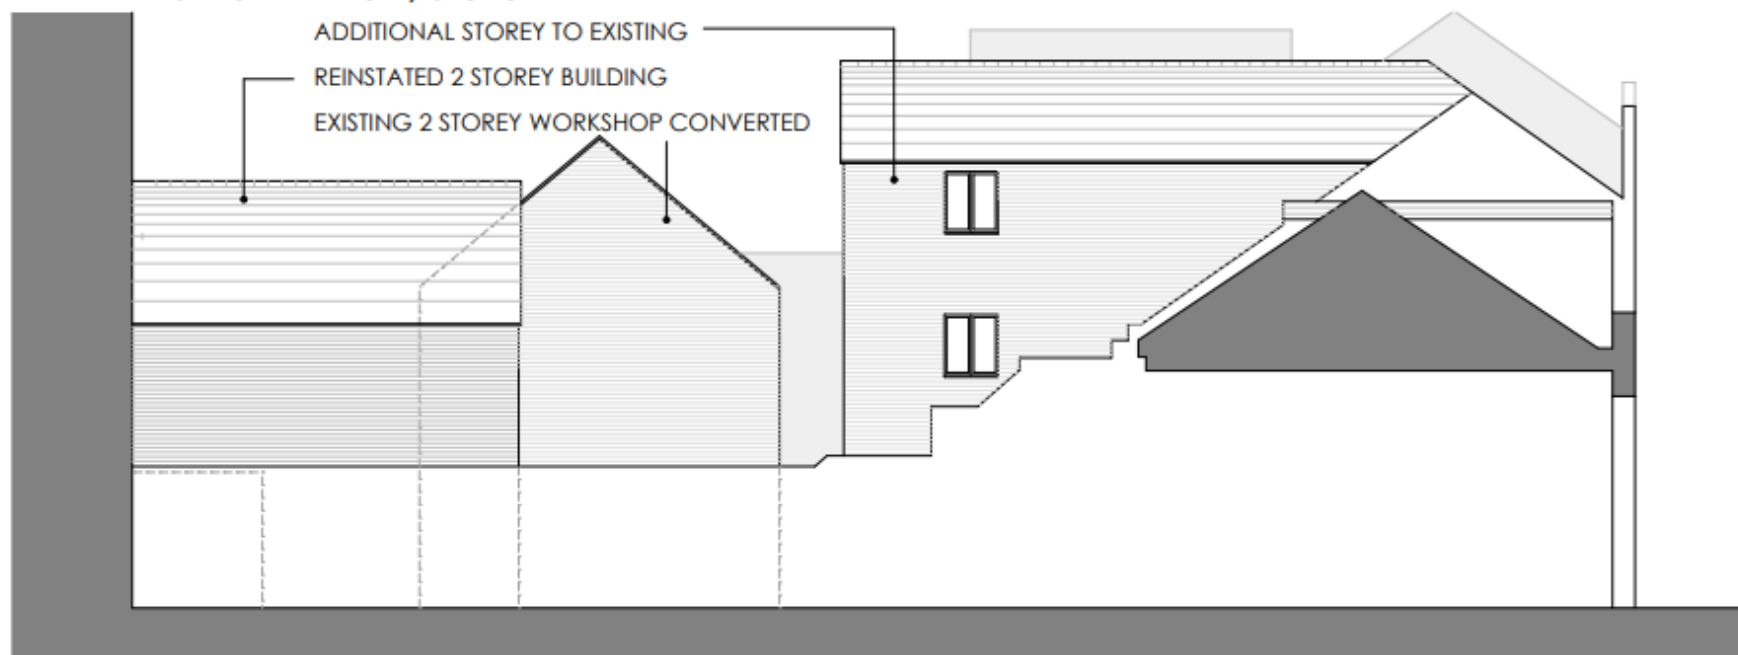 ADDITIONAL STOREY TO EXISTING
REINSTATED 2 STOREY BUILDING
EXISTING 2 STOREY WORKSHOP CONVERTED